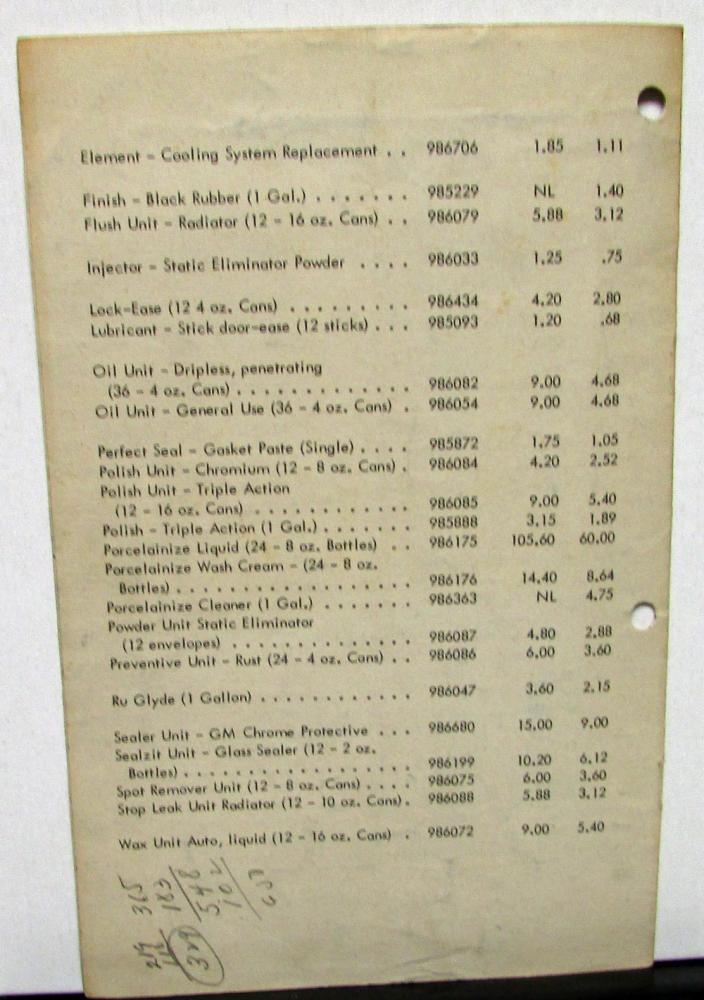 Element - Cooling System Replacement . . 986706 1.85 1.11
Finish - Black Rubber (1 Gal.) . . . . . . . 985229 NL 1.40
Flush Unit - Radiator (12 - 16 oz. Cans) . . 986079 5.88 3.12
Injector - Static Eliminator Powder . . . . 986033 1.25 .75
Lock-Ease (12 4 oz. Cans) . . . . . . . . . 986434 4.20 2.80
Lubricant - Stick door-ease (12 sticks) . . . 985093 1.20 .68
Oil Unit - Dripless, penetrating
(36 - 4 oz. Cans) . . . . . . . . . . . . . 986082 9.00 4.68
Oil Unit - General Use (36 - 4 oz. Cans) . 986054 9.00 4.68
Perfect Seal - Gasket Paste (Single) . . . . 985872 1.75 1.05
Polish Unit - Chromium (12 - 8 oz. Cans) . 986084 4.20 2.52
Polish Unit - Triple Action
(12 - 16 oz. Cans) . . . . . . . . . . . . 986085 9.00 5.40
Polish - Triple Action (1 Gal.) . . . . . . . 985888 3.15 1.89
Porcelainize Liquid (24 - 8 oz. Bottles) . . 986175 105.60 60.00
Porcelainize Wash Cream - (24 - 8 oz.
Bottles) . . . . . . . . . . . . . . . . . . 986176 14.40 8.64
Porcelainize Cleaner (1 Gal.) . . . . . . . 986363 NL 4.75
Powder Unit Static Eliminator
(12 envelopes) . . . . . . . . . . . . . . 986087 4.80 2.88
Preventive Unit - Rust (24 - 4 oz. Cans) . . 986086 6.00 3.60
Ru Glyde (1 Gallon) . . . . . . . . . . . . 986047 3.60 2.15
Sealer Unit - GM Chrome Protective . . . 986680 15.00 9.00
Sealzit Unit - Glass Sealer (12 - 2 oz.
Bottles) . . . . . . . . . . . . . . . . . . 986199 10.20 6.12
Spot Remover Unit (12 - 8 oz. Cans) . . . . 986075 6.00 3.60
Stop Leak Unit Radiator (12 - 10 oz. Cans) . 986088 5.88 3.12
Wax Unit Auto, liquid (12 - 16 oz. Cans) . 986072 9.00 5.40
365
183
548
102
650
219
329